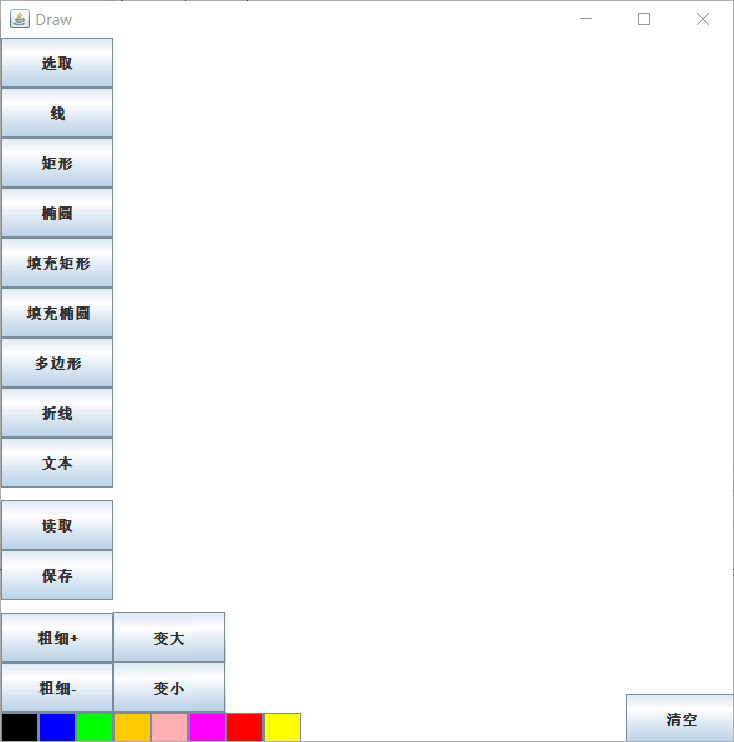 Draw
选取
线
矩形
椭圆
填充矩形
填充椭圆
多边形
折线
文本
读取
保存
粗细+ 变大
粗细- 变小
清空